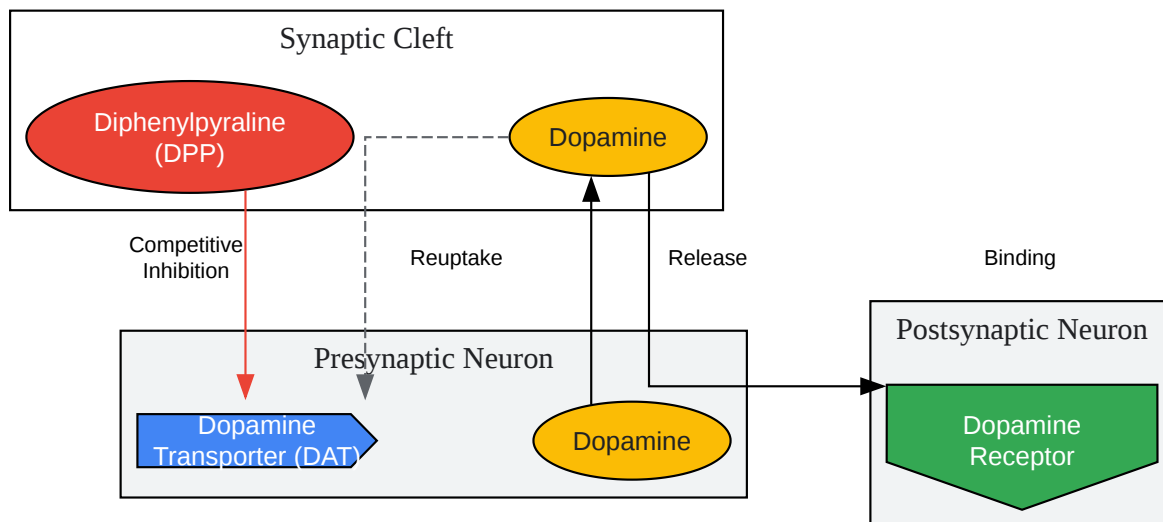 Synaptic Cleft
Diphenylpyraline
(DPP)
Dopamine
Competitive
Inhibition
Reuptake
Release
Binding
Presynaptic Neuron
Postsynaptic Neuron
Dopamine
Transporter (DAT)
Dopamine
Dopamine
Receptor